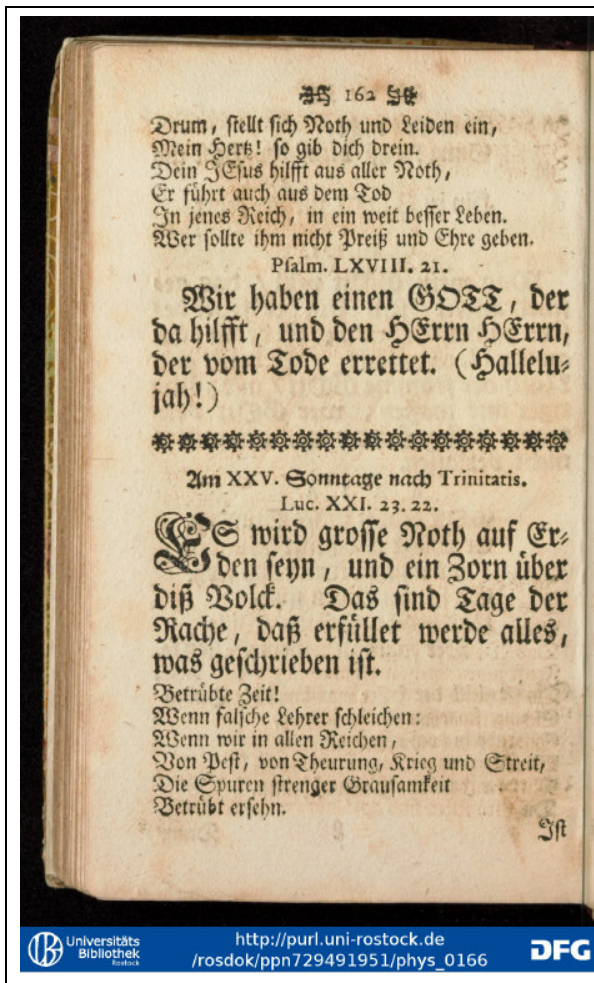 162
Drum, stellt sich Noth und Leiden ein,
Mein Hertz! so gib dich drein.
Dein JEsus hilfft aus aller Noth,
Er führt auch aus dem Tod
In jenes Reich, in ein weit besser Leben.
Wer sollte ihm nicht Preiß und Ehre geben.
Psalm. LXVIII. 21.
Wir haben einen GOTT, der
da hilfft, und den HErrn HErrn,
der vom Tode errettet. (Hallelu-
jah!)
Am XXV. Sonntage nach Trinitatis.
Luc. XXI. 23. 22.
ES wird grosse Noth auf Er-
den seyn, und ein Zorn über
diß Volck. Das sind Tage der
Rache, daß erfüllet werde alles,
was geschrieben ist.
Betrübte Zeit!
Wenn falsche Lehrer schleichen:
Wenn wir in allen Reichen,
Von Pest, von Theurung, Krieg und Streit,
Die Spuren strenger Grausamkeit
Betrübt ersehn.
Ist
Universitäts
Bibliothek
Rostock
http://purl.uni-rostock.de
/rosdok/ppn729491951/phys_0166
DFG